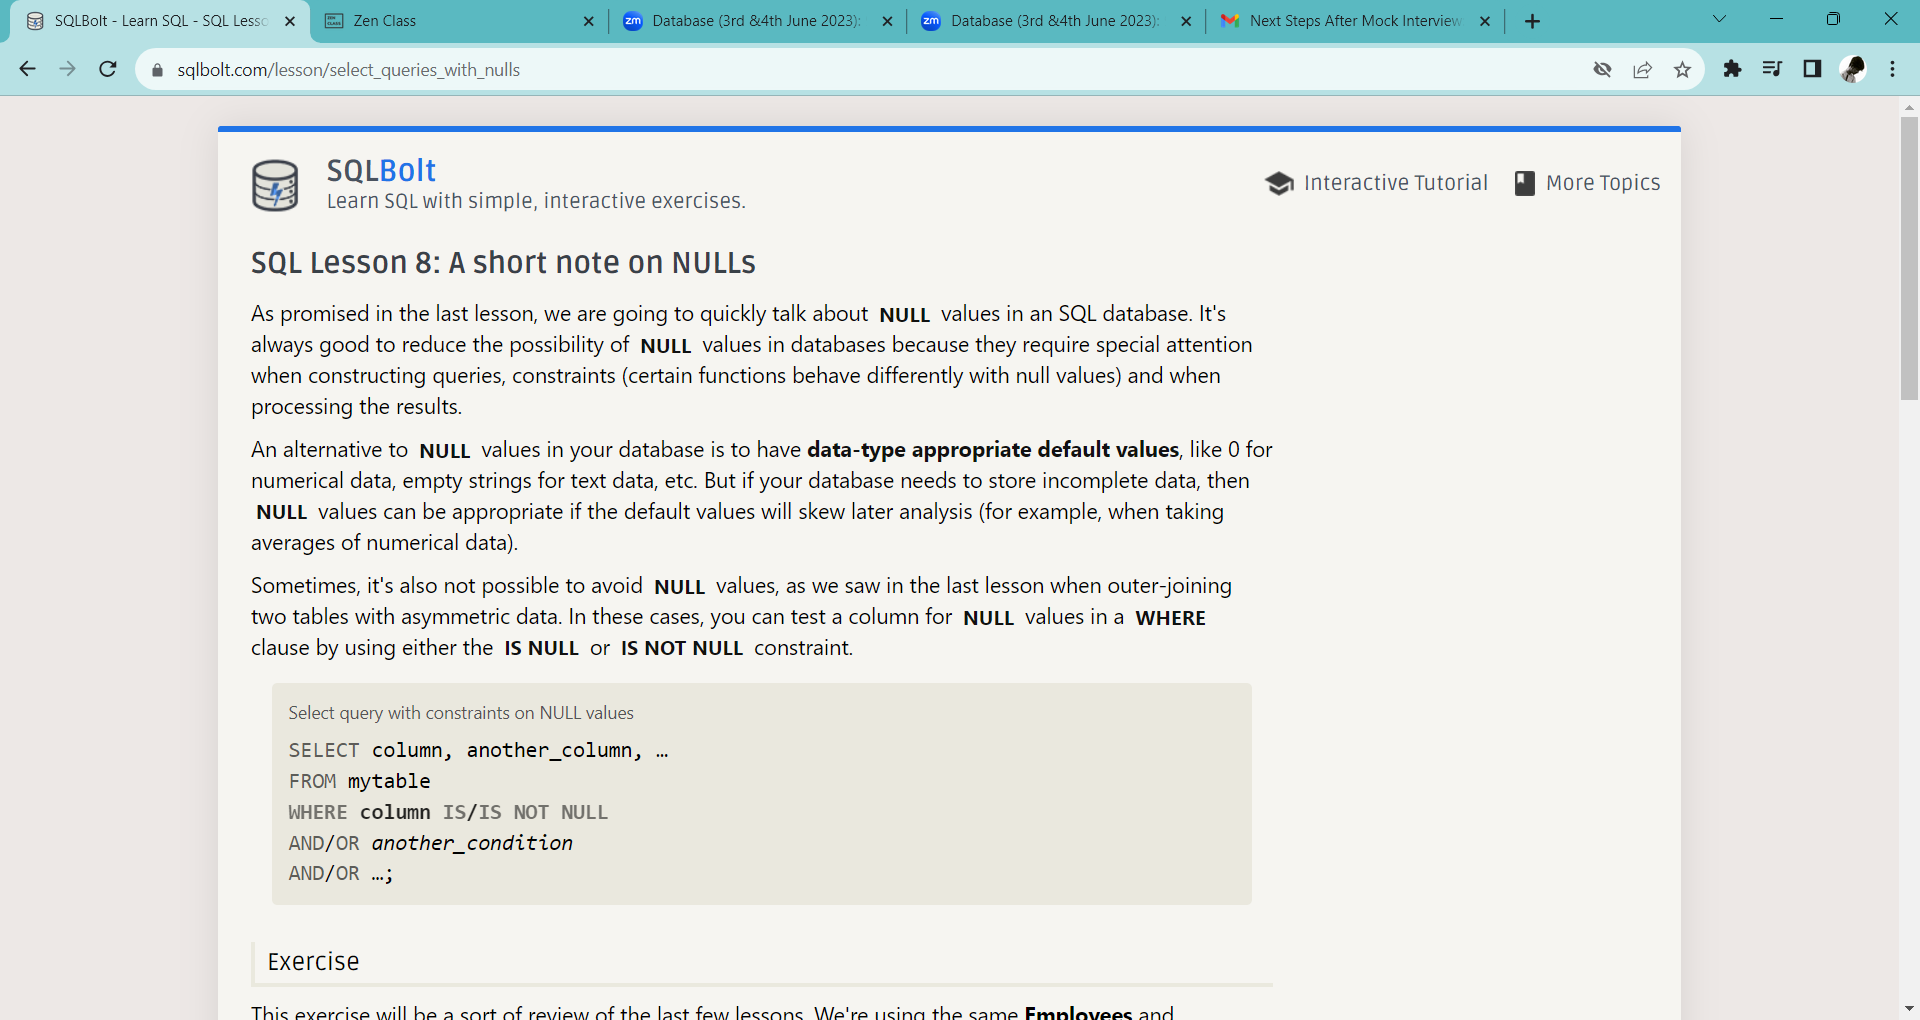 SQLBolt - Learn SQL - SQL Lesso
Zen Class
Database (3rd &4th June 2023):
Database (3rd &4th June 2023):
Next Steps After Mock Interview
sqlbolt.com/lesson/select_queries_with_nulls
SQLBolt
Learn SQL with simple, interactive exercises.
Interactive Tutorial
More Topics
SQL Lesson 8: A short note on NULLs
As promised in the last lesson, we are going to quickly talk about NULL values in an SQL database. It's
always good to reduce the possibility of NULL values in databases because they require special attention
when constructing queries, constraints (certain functions behave differently with null values) and when
processing the results.
An alternative to NULL values in your database is to have data-type appropriate default values, like 0 for
numerical data, empty strings for text data, etc. But if your database needs to store incomplete data, then
NULL values can be appropriate if the default values will skew later analysis (for example, when taking
averages of numerical data).
Sometimes, it's also not possible to avoid NULL values, as we saw in the last lesson when outer-joining
two tables with asymmetric data. In these cases, you can test a column for NULL values in a WHERE
clause by using either the IS NULL or IS NOT NULL constraint.
Select query with constraints on NULL values
SELECT column, another_column, …
FROM mytable
WHERE column IS/IS NOT NULL
AND/OR another_condition
AND/OR …;
Exercise
This exercise will be a sort of review of the last few lessons. We're using the same Employees and